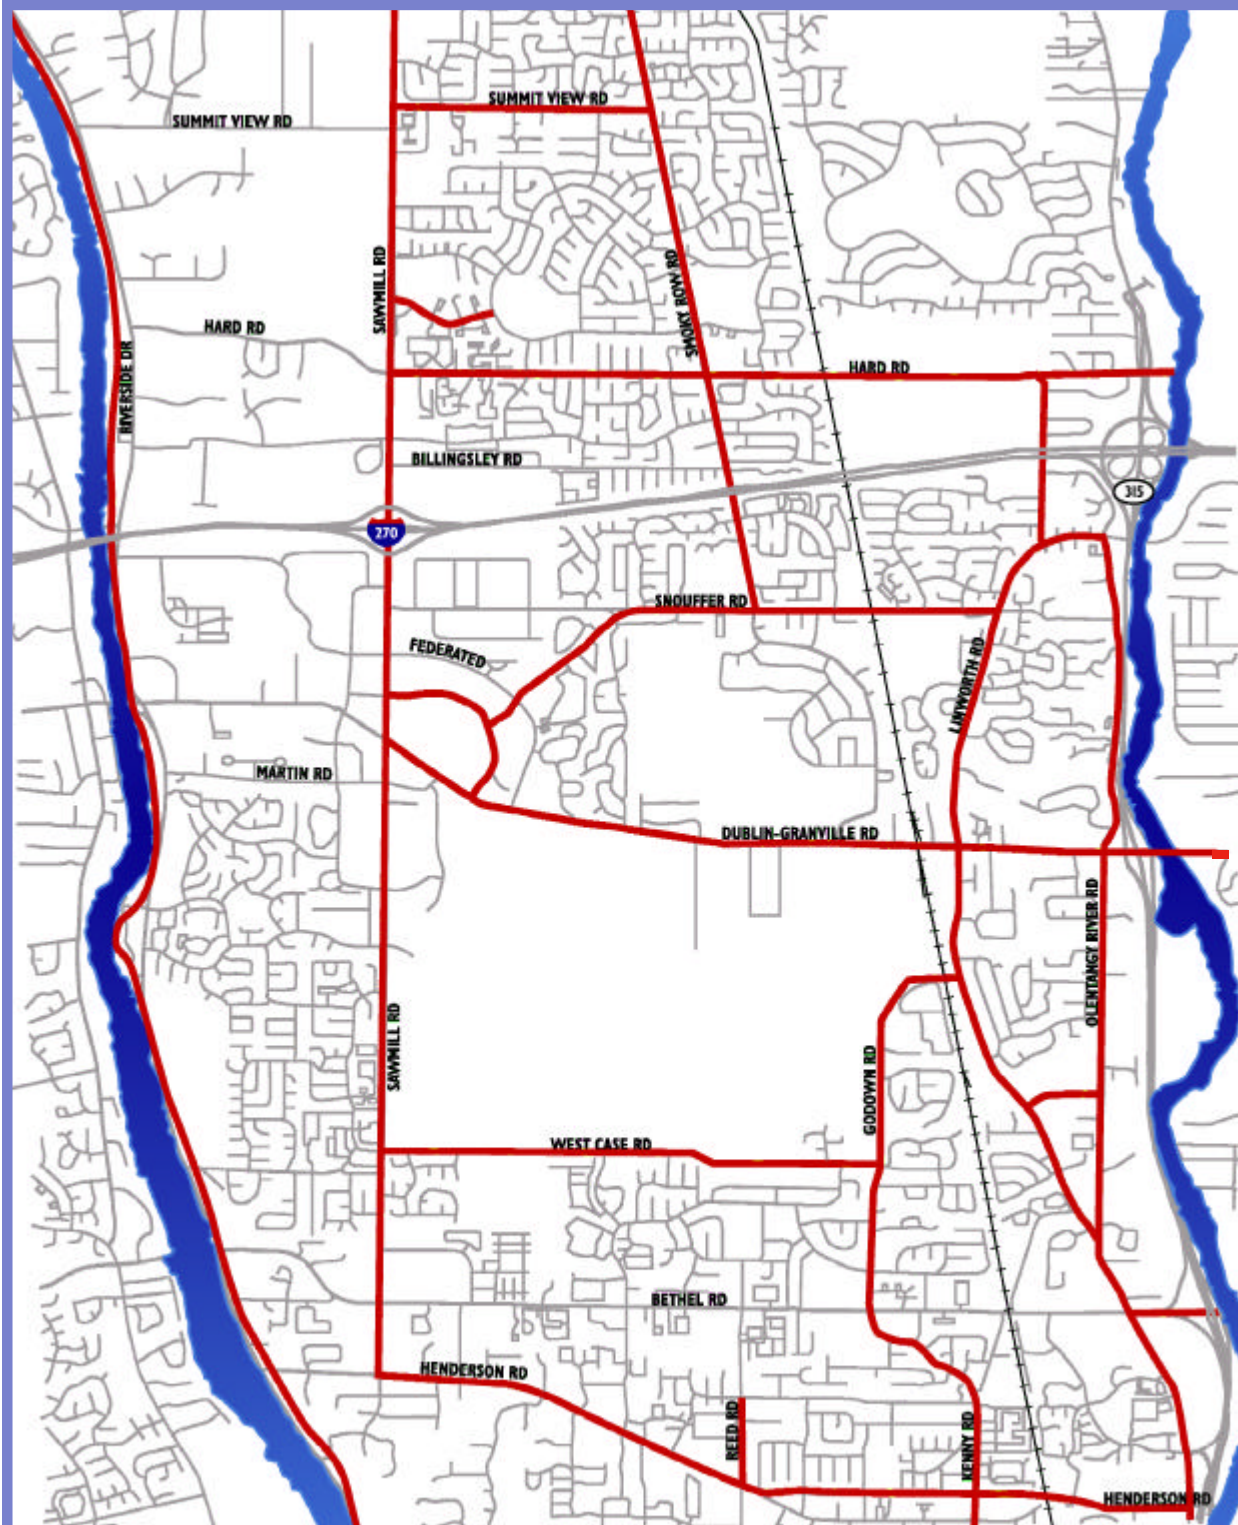 SUMMIT VIEW RD
SUMMIT VIEW RD
SAWMILL RD
SMOKY ROW RD
HARD RD
RIVERSIDE DR
HARD RD
BILLINGSLEY RD
315
270
SNOUFFER RD
FEDERATED
LINWORTH RD
MARTIN RD
DUBLIN-GRANVILLE RD
OLENTANGY RIVER RD
SAWMILL RD
GODOWN RD
WEST CASE RD
BETHEL RD
HENDERSON RD
REED RD
KENNY RD
HENDERSON RD